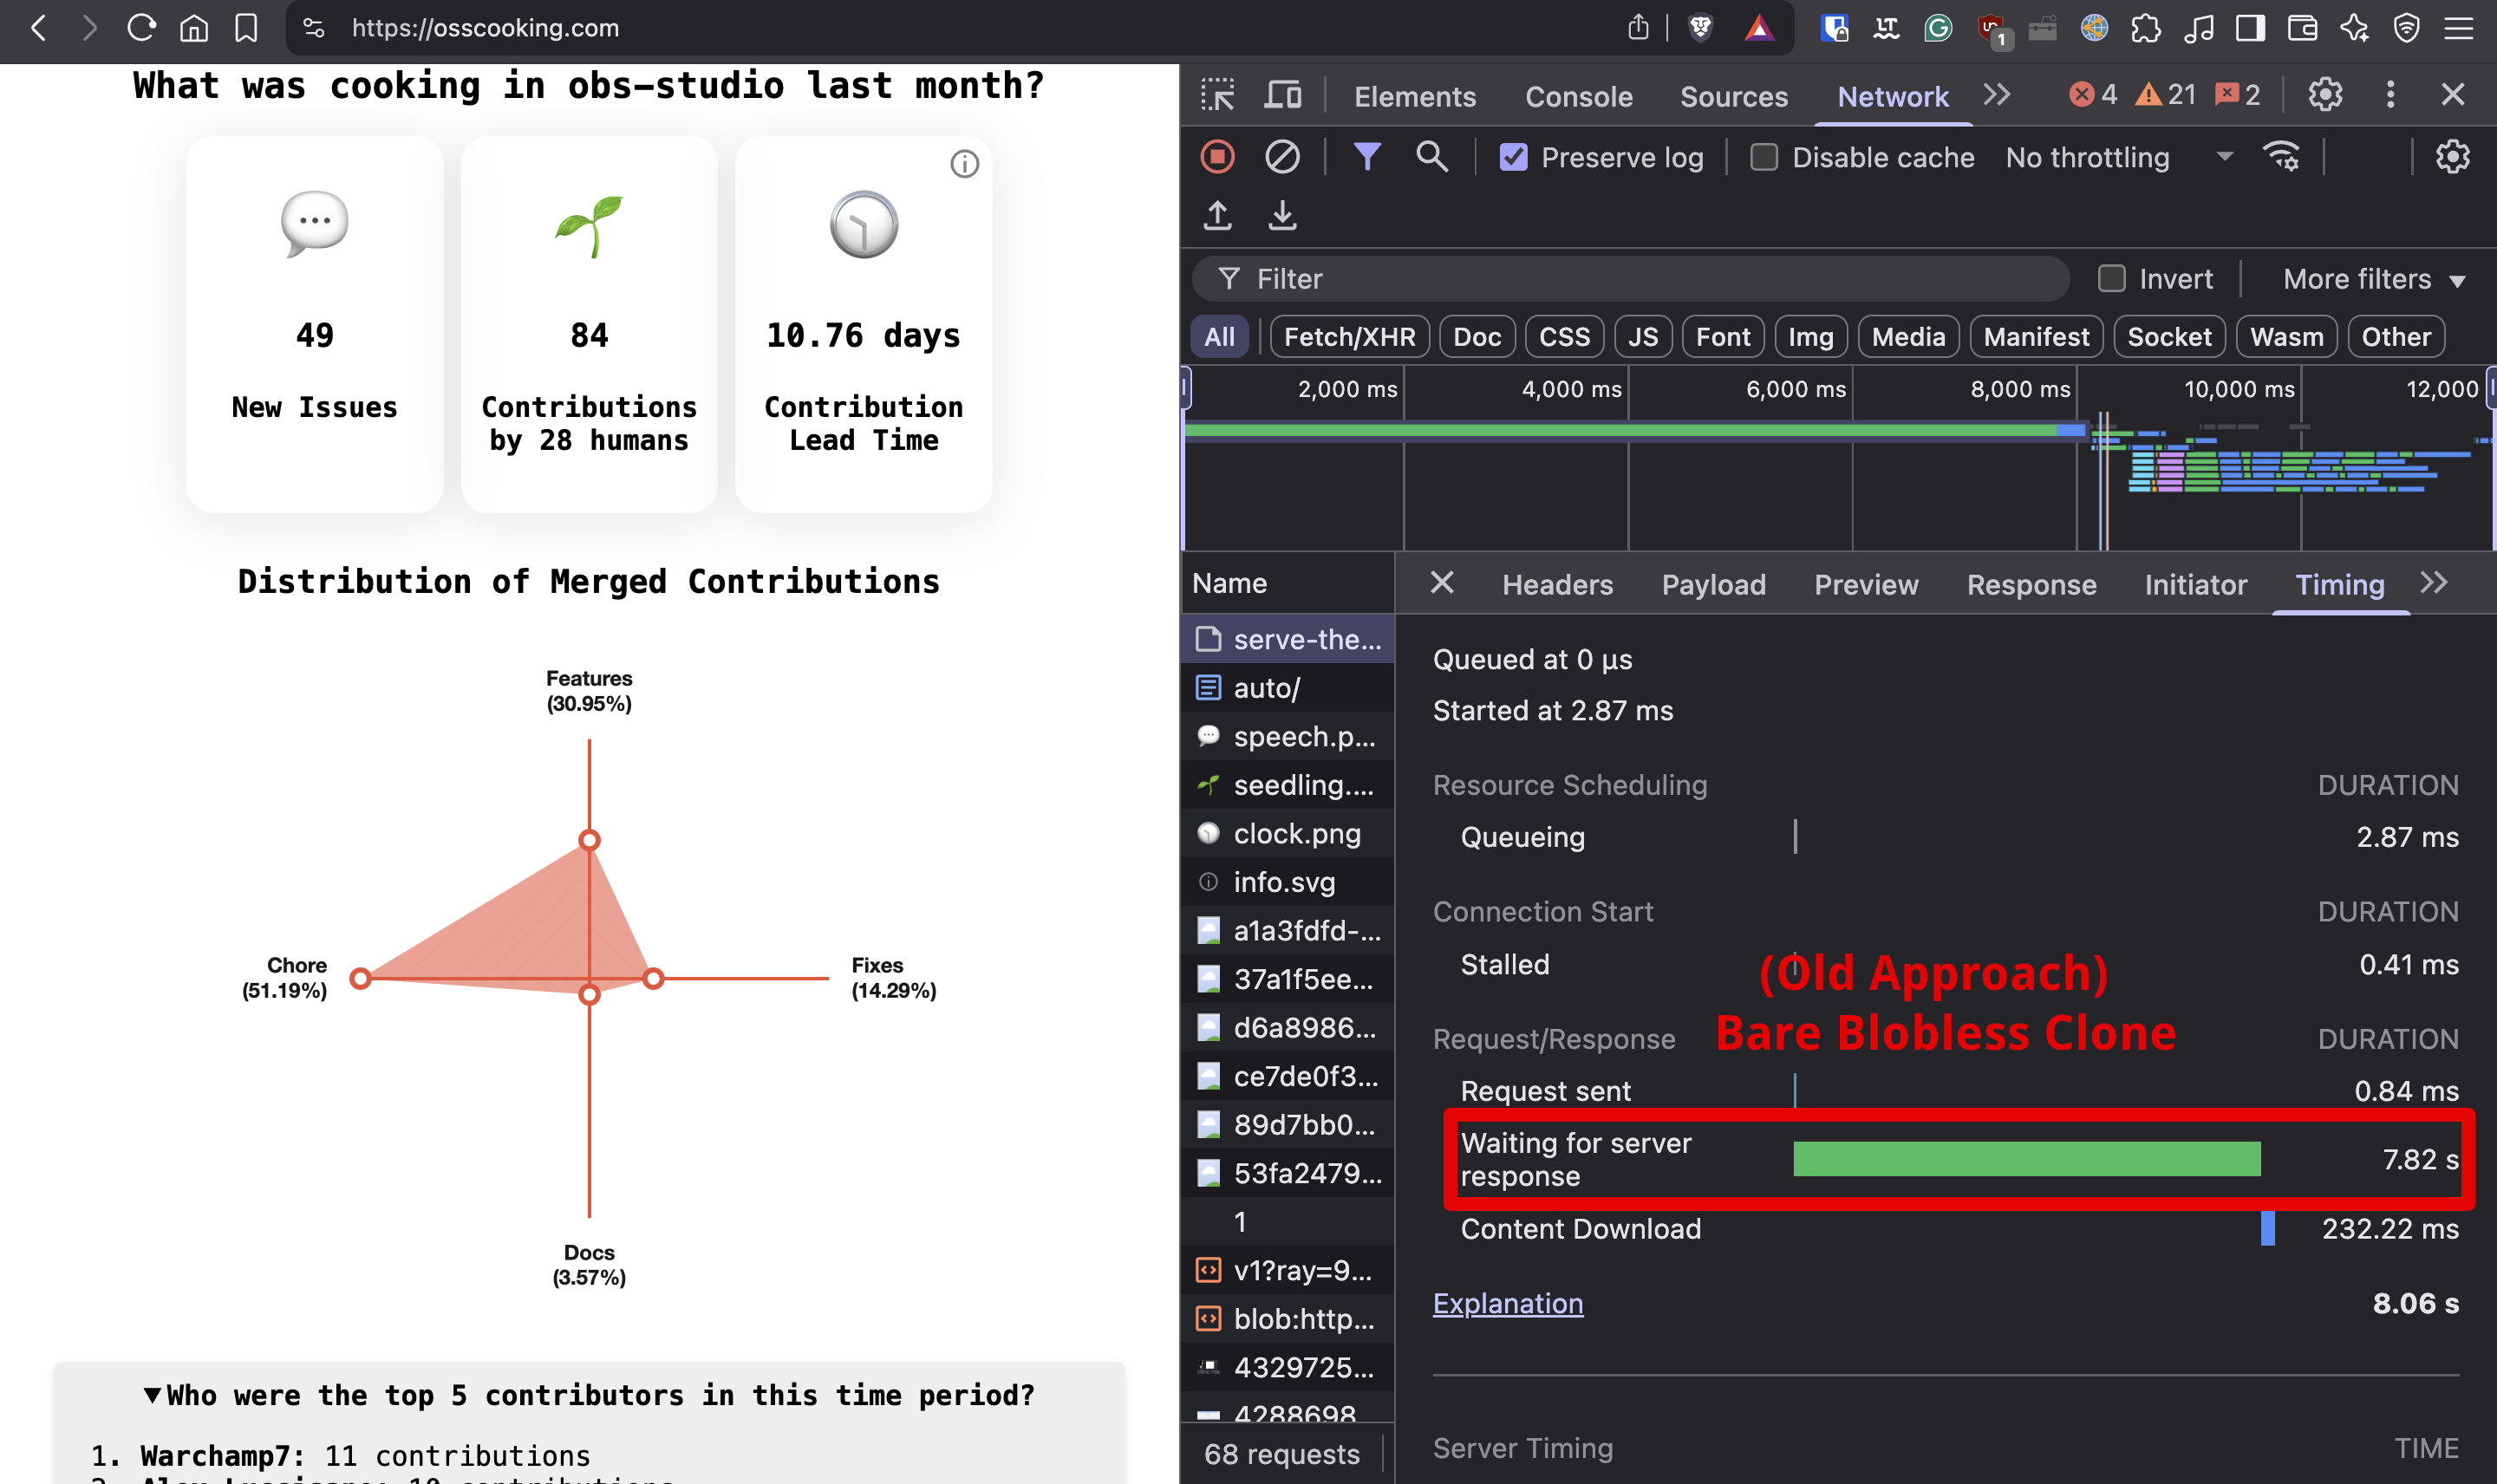 https://osscooking.com
1
What was cooking in obs-studio last month?
49
New Issues
84
Contributions
by 28 humans
10.76 days
Contribution
Lead Time
Distribution of Merged Contributions
Features
(30.95%)
Chore
(51.19%)
Fixes
(14.29%)
Docs
(3.57%)
▼Who were the top 5 contributors in this time period?
1. Warchamp7: 11 contributions
Elements Console Sources Network 4 21 2
Preserve log Disable cache No throttling
Filter Invert More filters
All Fetch/XHR Doc CSS JS Font Img Media Manifest Socket Wasm Other
2,000 ms 4,000 ms 6,000 ms 8,000 ms 10,000 ms 12,000
Name
serve-the...
auto/
speech.p...
seedling....
clock.png
info.svg
a1a3fdfd-...
37a1f5ee...
d6a8986...
ce7de0f3...
89d7bb0...
53fa2479...
1
v1?ray=9...
blob:http...
4329725...
4288698
68 requests
Headers Payload Preview Response Initiator Timing
Queued at 0 μs
Started at 2.87 ms
Resource Scheduling DURATION
Queueing 2.87 ms
Connection Start DURATION
Stalled 0.41 ms
(Old Approach)
Bare Blobless Clone
Request/Response DURATION
Request sent 0.84 ms
Waiting for server
response 7.82 s
Content Download 232.22 ms
Explanation 8.06 s
Server Timing TIME